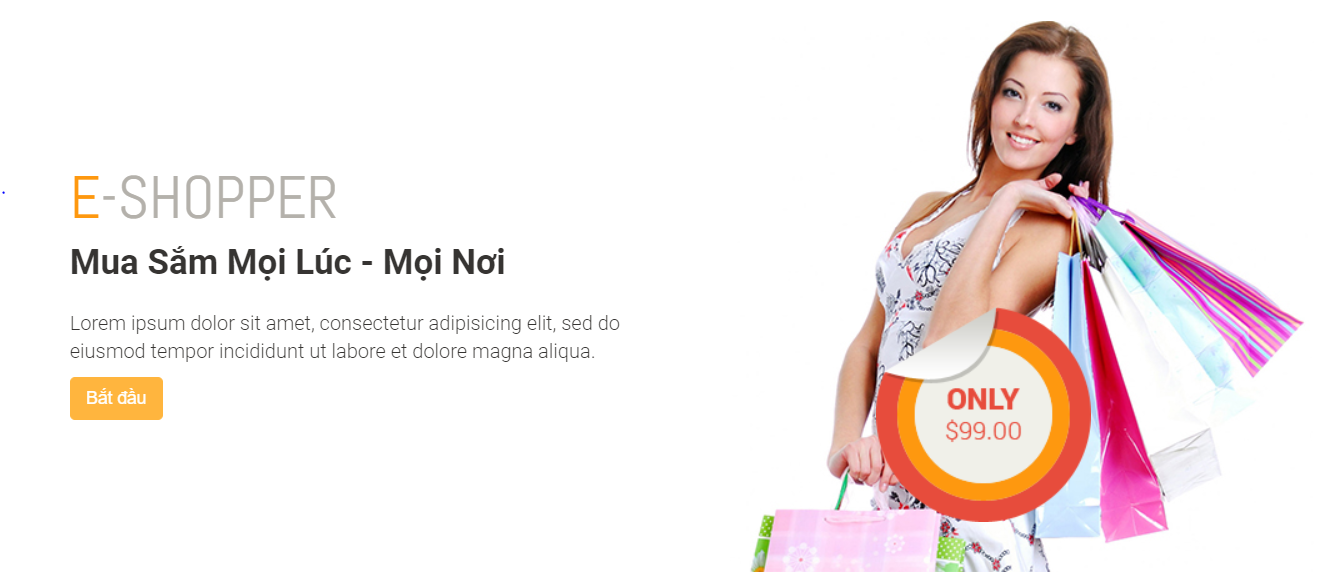 E-SHOPPER
Mua Sắm Mọi Lúc - Mọi Nơi
Lorem ipsum dolor sit amet, consectetur adipisicing elit, sed do
eiusmod tempor incididunt ut labore et dolore magna aliqua.
Bắt đầu
ONLY
$99.00